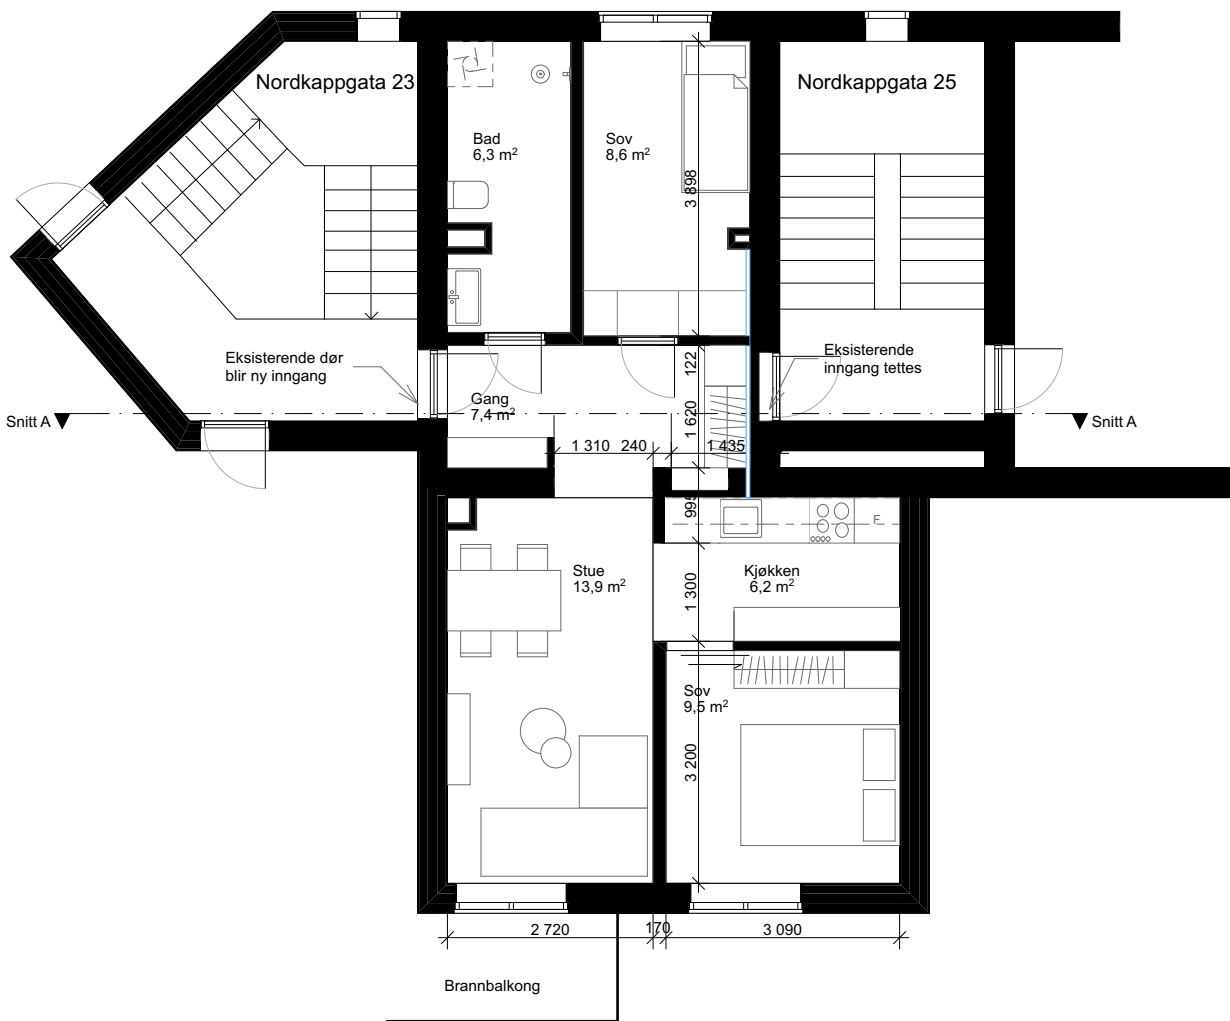 Nordkappgata 23
Nordkappgata 25
Bad
6,3 m²
Sov
8,6 m²
3 898
Eksisterende dør
blir ny inngang
Eksisterende
inngang tettes
122
Gang
7,4 m²
Snitt A
Snitt A
1 620
1 310
240
1 435
995
F
Stue
13,9 m²
Kjøkken
6,2 m²
1 300
Sov
9,5 m²
3 200
2 720
170
3 090
Brannbalkong